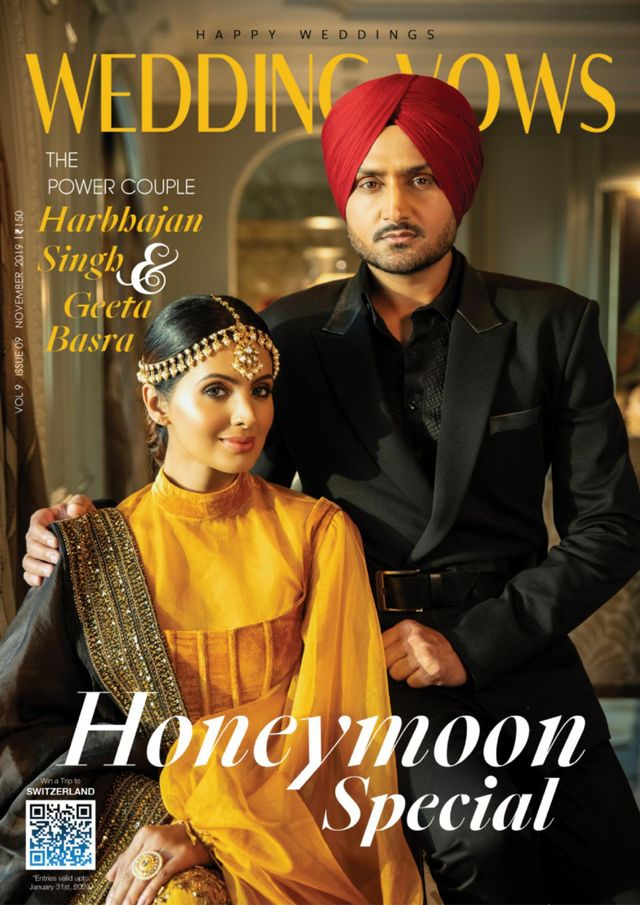 HAPPY WEDDINGS
WEDDING VOWS
THE
POWER COUPLE
Harbhajan
Singh &
Geeta
Basra
VOL 9 ISSUE 09 NOVEMBER 2019 | ₹150
Honeymoon
Special
Win a Trip to
SWITZERLAND
"Entries valid upto
January 31st,